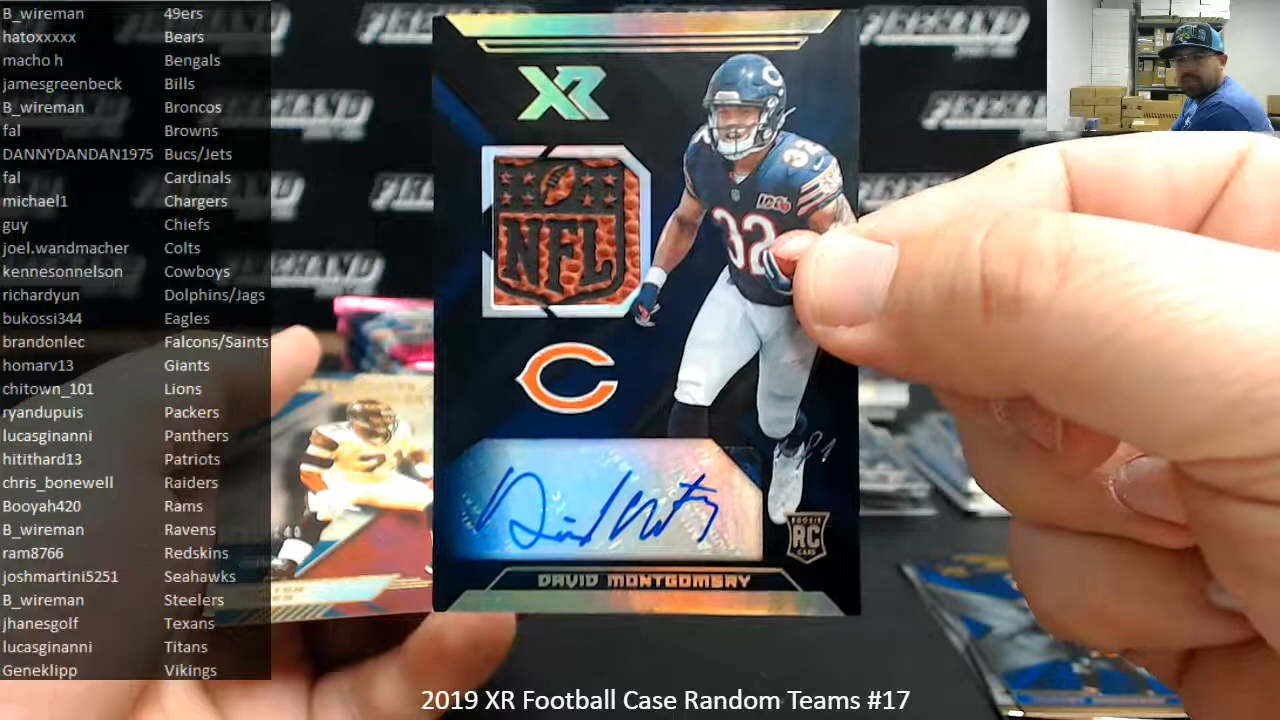 B_wireman 49ers
hatoxxxxx Bears
macho h Bengals
jamesgreenbeck Bills
B_wireman Broncos
fal Browns
DANNYDANDAN1975 Bucs/Jets
fal Cardinals
michael1 Chargers
guy Chiefs
joel.wandmacher Colts
kennesonnelson Cowboys
richardyun Dolphins/Jags
bukossi344 Eagles
brandonlec Falcons/Saints
homarv13 Giants
chitown_101 Lions
ryandupuis Packers
lucasginanni Panthers
hitithard13 Patriots
chris_bonewell Raiders
Booyah420 Rams
B_wireman Ravens
ram8766 Redskins
joshmartini5251 Seahawks
B_wireman Steelers
jhanesgolf Texans
lucasginanni Titans
Geneklipp Vikings
XR
NFL
32
32
100
C
C
ROOKIE
RC
CARD
DAVID MONTGOMERY
FIREHAND
2019 XR Football Case Random Teams #17